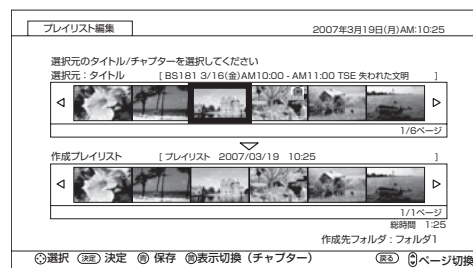 プレイリスト編集 2007年3月19日(月)AM:10:25
選択元のタイトル/チャプターを選択してください
選択元：タイトル [ BS181 3/16(金)AM10:00 - AM11:00 TSE 失われた文明 ]
1/6ページ
作成プレイリスト [ プレイリスト 2007/03/19 10:25 ]
1/1ページ
総時間 1:25
作成先フォルダ：フォルダ1
選択 決定 決定 青 保存 黄 表示切換（チャプター） 戻る ページ切換